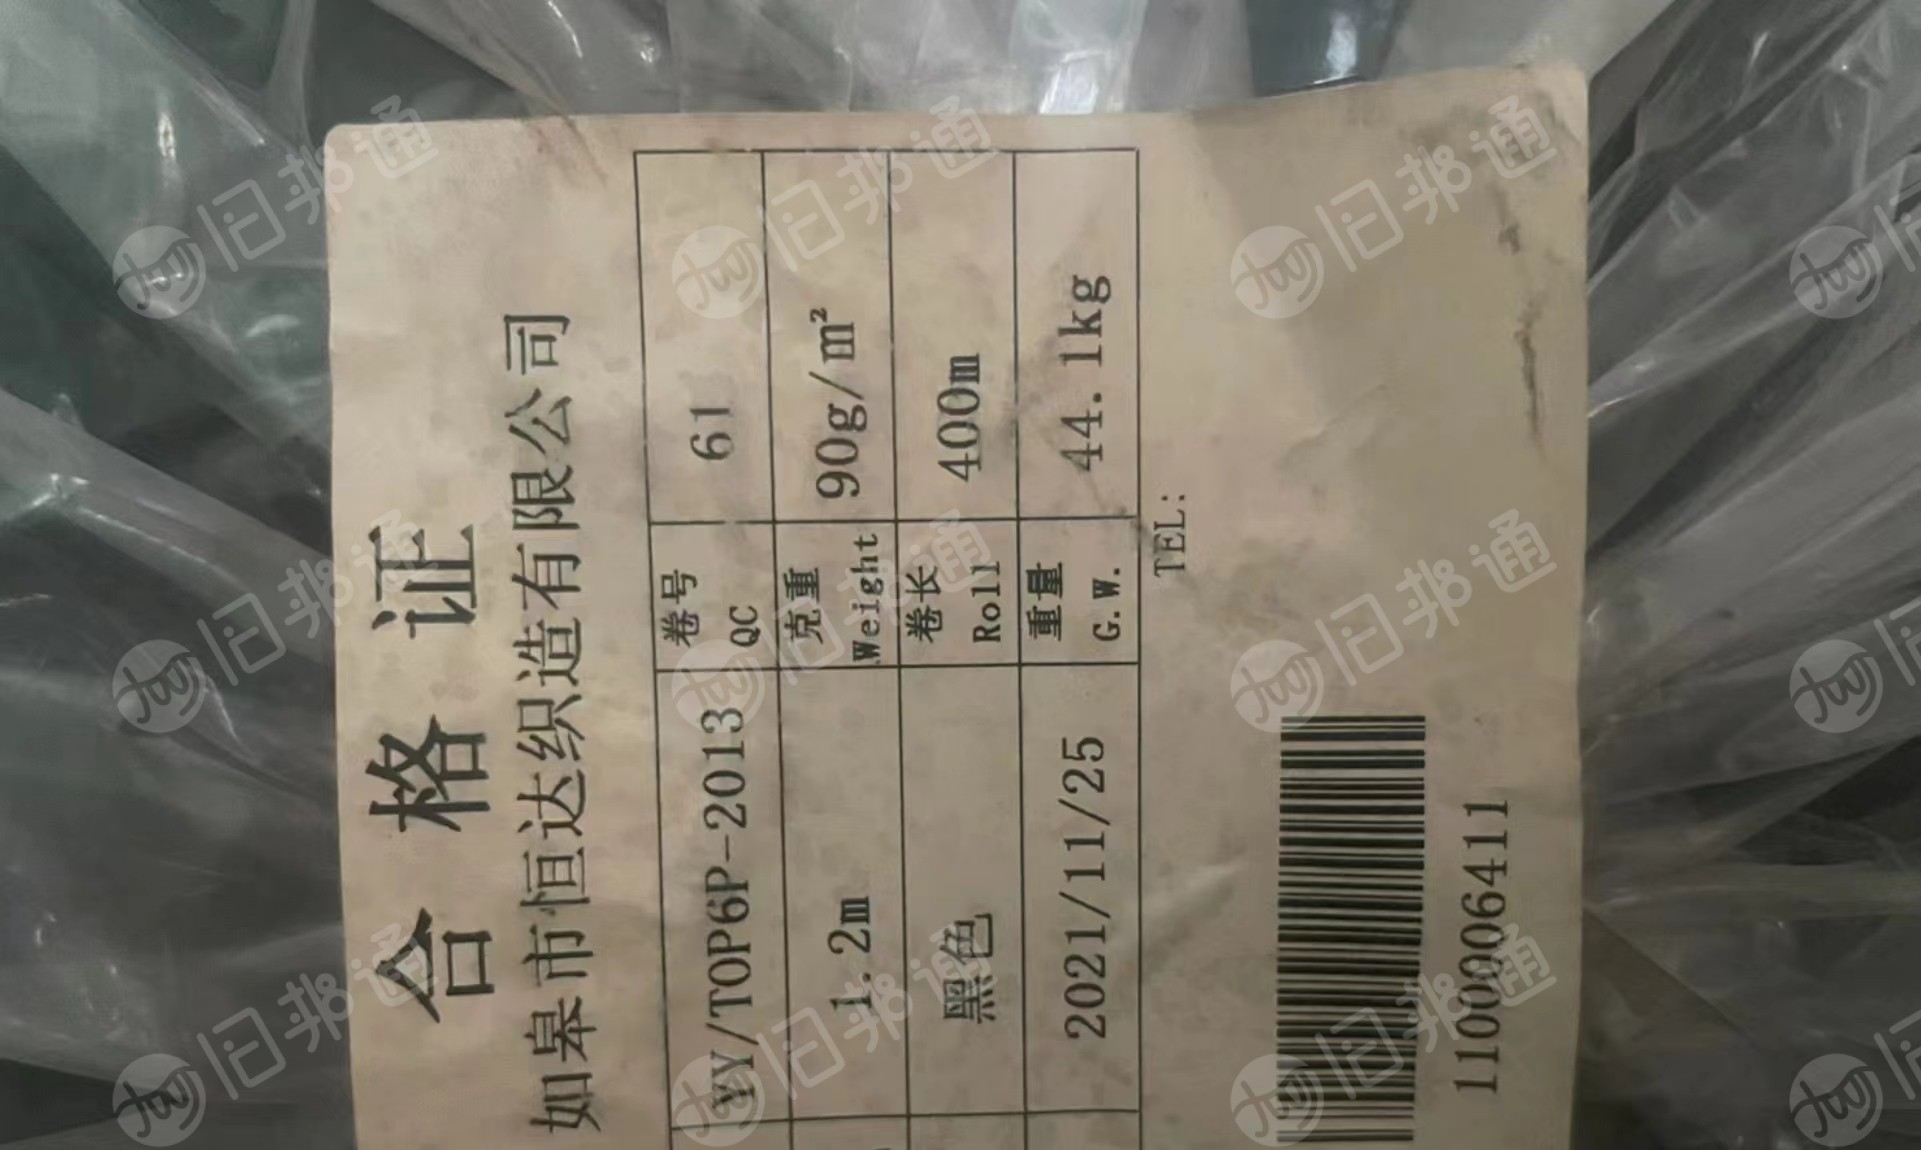 合格证
如皋市恒达织造有限公司
YY/TOP6P-2013 卷号 QC 61
1.2m 克重 Weight 90g/m²
黑色 卷长 Roll 400m
2021/11/25 重量 G.W. 44.1kg
TEL:
110000006411
旧邦通